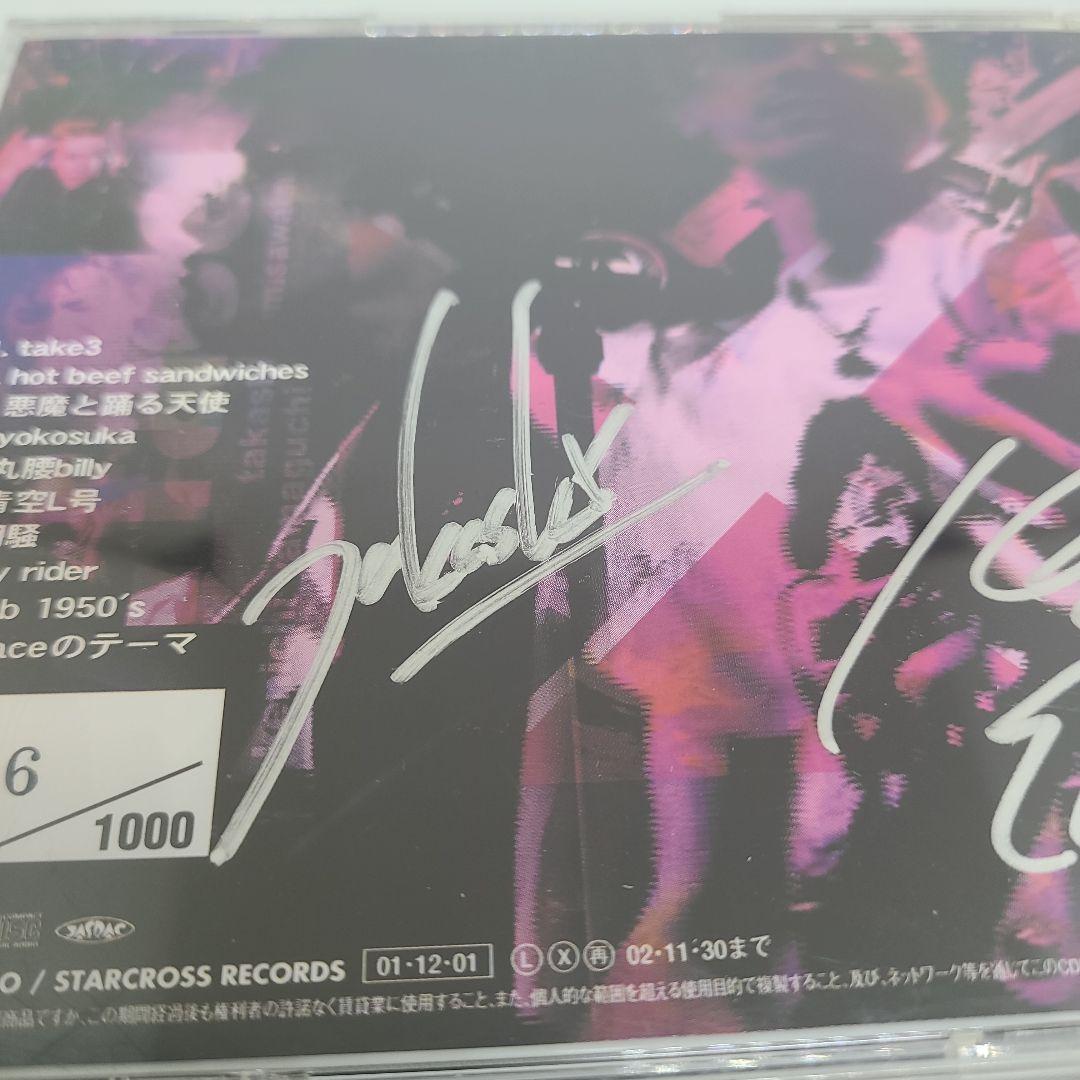 take3
hot beef sandwiches
悪魔と踊る天使
yokosuka
丸腰billy
青空L号
騒
rider
1950's
aceのテーマ
6
1000
DISC
JASRAC
O / STARCROSS RECORDS 01・12・01 L X 再 02・11・30まで
商品ですが、この期間経過後も権利者の許諾なく賃貸業に使用すること、また、個人的な範囲を超える使用目的で複製すること、及び、ネットワーク等を通じてこのCD